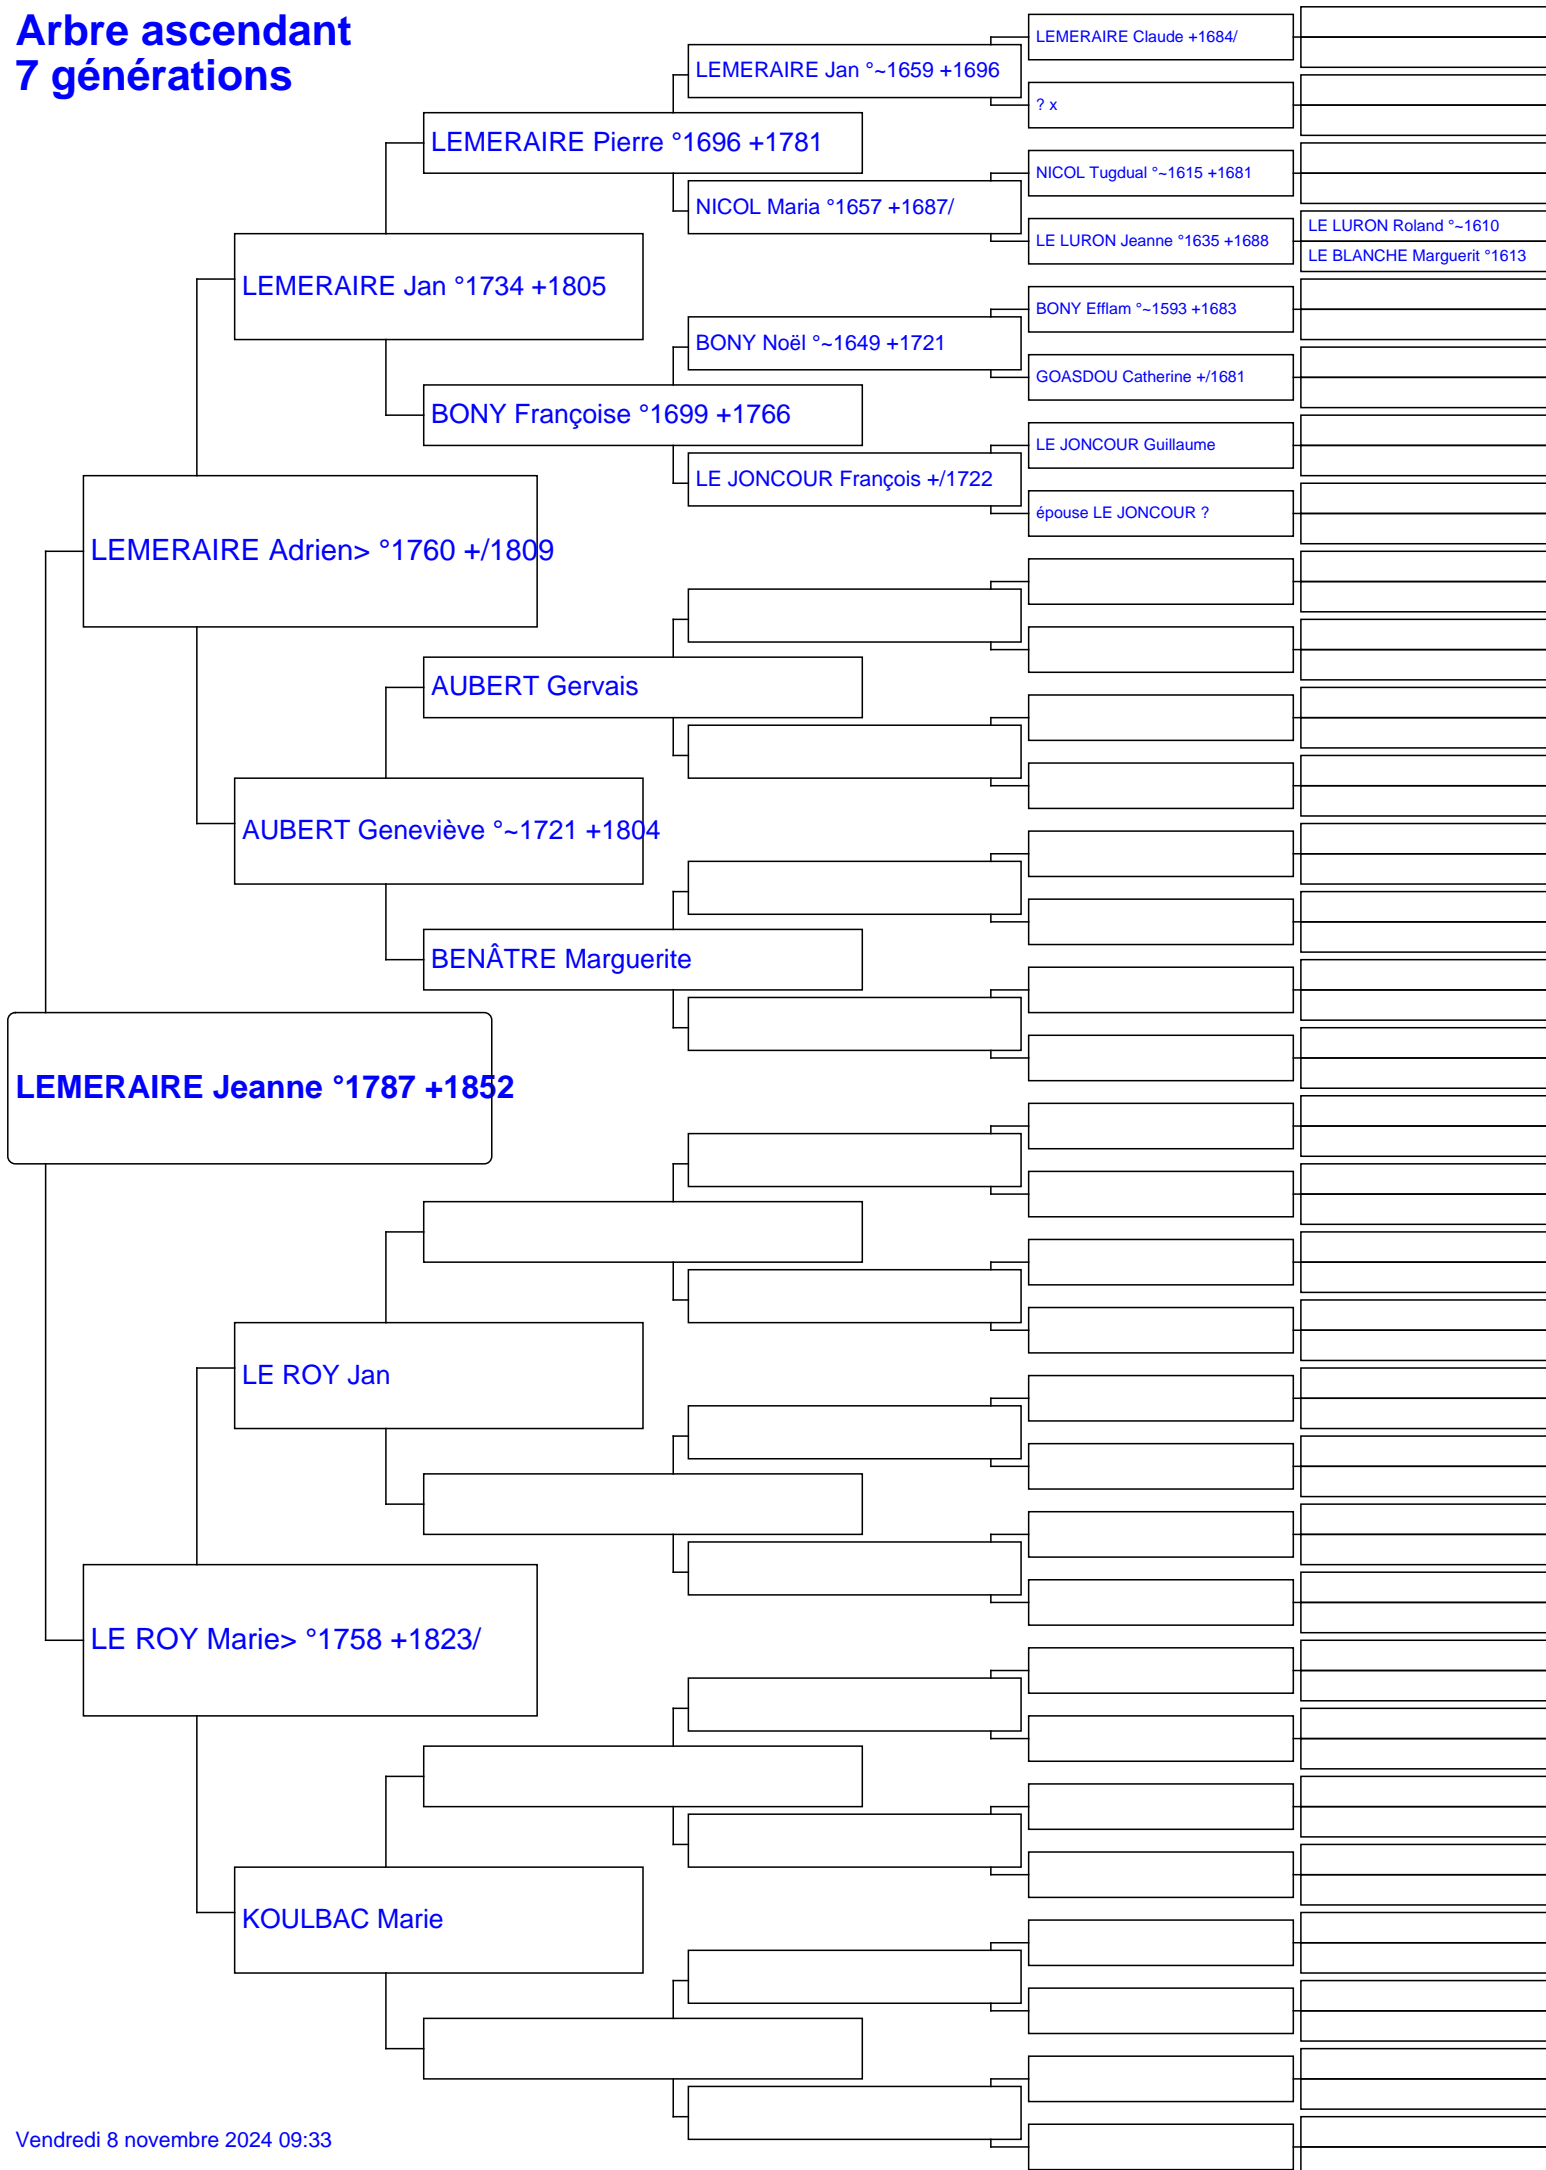 Arbre ascendant
7 générations
LEMERAIRE Claude +1684/
LEMERAIRE Jan °~1659 +1696
? x
LEMERAIRE Pierre °1696 +1781
NICOL Tugdual °~1615 +1681
NICOL Maria °1657 +1687/
LE LURON Roland °~1610
LE LURON Jeanne °1635 +1688
LE BLANCHE Marguerit °1613
LEMERAIRE Jan °1734 +1805
BONY Efflam °~1593 +1683
BONY Noël °~1649 +1721
GOASDOU Catherine +/1681
BONY Françoise °1699 +1766
LE JONCOUR Guillaume
LE JONCOUR François +/1722
épouse LE JONCOUR ?
LEMERAIRE Adrien> °1760 +/1809
AUBERT Gervais
AUBERT Geneviève °~1721 +1804
BENÂTRE Marguerite
LEMERAIRE Jeanne °1787 +1852
LE ROY Jan
LE ROY Marie> °1758 +1823/
KOULBAC Marie
Vendredi 8 novembre 2024 09:33